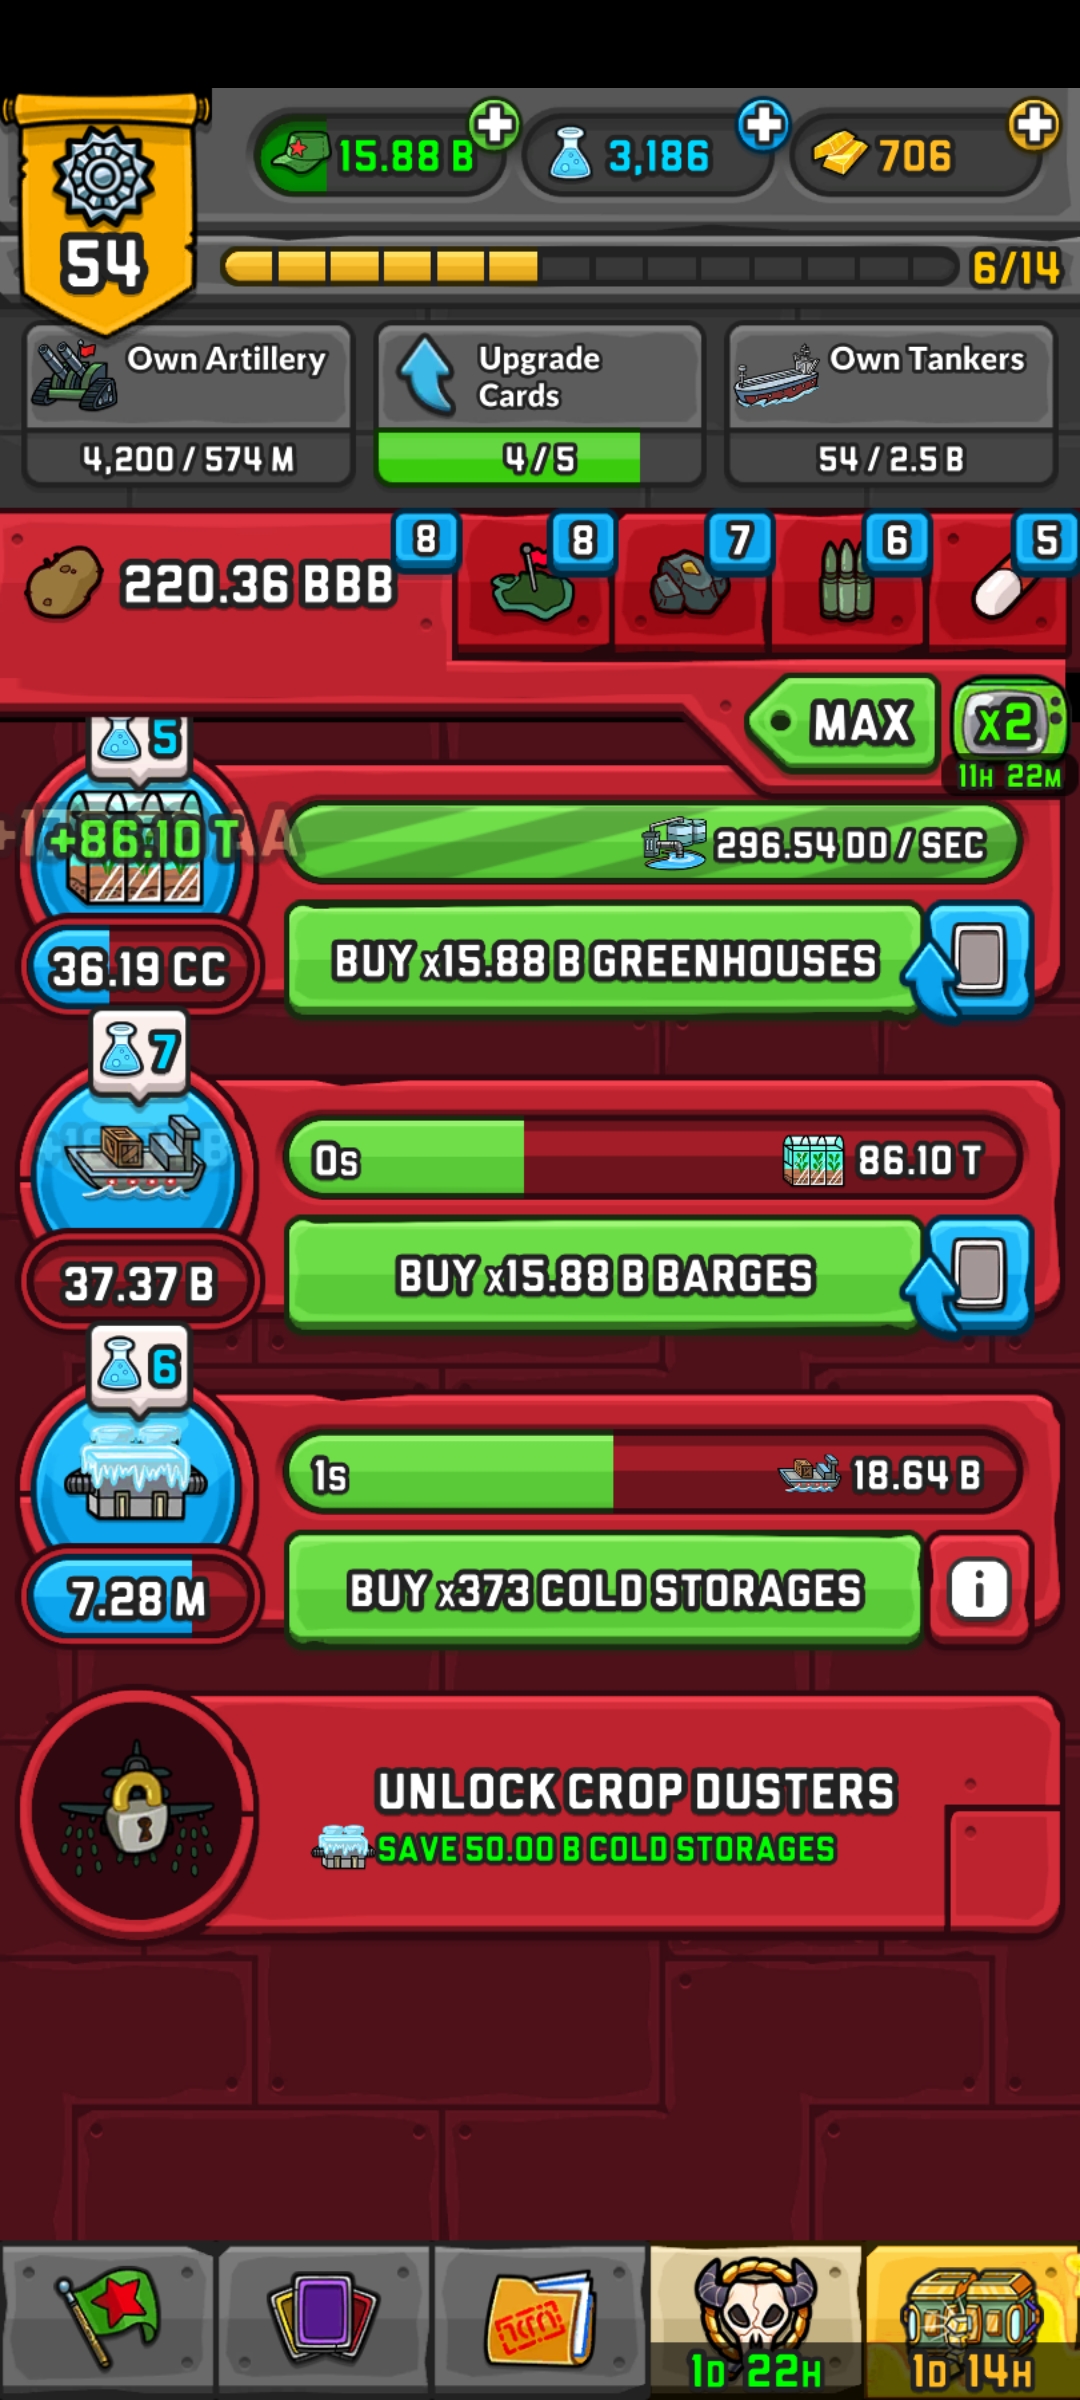 15.88 B
3,186
706
54
6/14
Own Artillery
4,200 / 574 M
Upgrade
Cards
4 / 5
Own Tankers
54 / 2.5 B
220.36 BBB
8
8
7
6
5
MAX
x2
11H 22M
5
+86.10 T
296.54 DD / SEC
36.19 CC
BUY x15.88 B GREENHOUSES
7
0s
86.10 T
37.37 B
BUY x15.88 B BARGES
6
1s
18.64 B
7.28 M
BUY x373 COLD STORAGES
i
UNLOCK CROP DUSTERS
SAVE 50.00 B COLD STORAGES
1D 22H
1D 14H